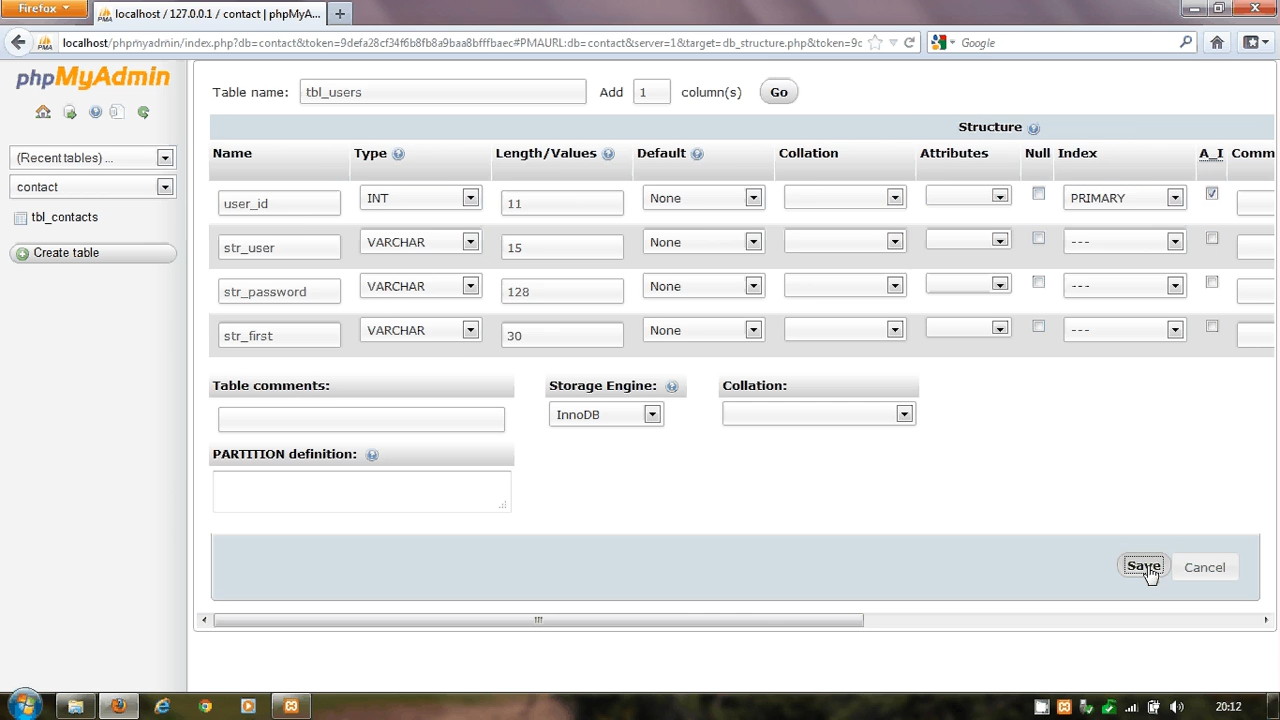 Firefox
localhost / 127.0.0.1 / contact | phpMyA...
localhost/phpmyadmin/index.php?db=contact&token=9defa28cf34f6b8fb8a9baa8bfffbaec#PMAURL:db=contact&server=1&target=db_structure.php&token=9c
Google
phpMyAdmin
(Recent tables) ...
contact
tbl_contacts
Create table
Table name: tbl_users Add 1 column(s) Go
Structure
Name Type Length/Values Default Collation Attributes Null Index A_I Comm
user_id INT 11 None PRIMARY
str_user VARCHAR 15 None ---
str_password VARCHAR 128 None ---
str_first VARCHAR 30 None ---
Table comments: Storage Engine: Collation:
InnoDB
PARTITION definition:
Save Cancel
20:12